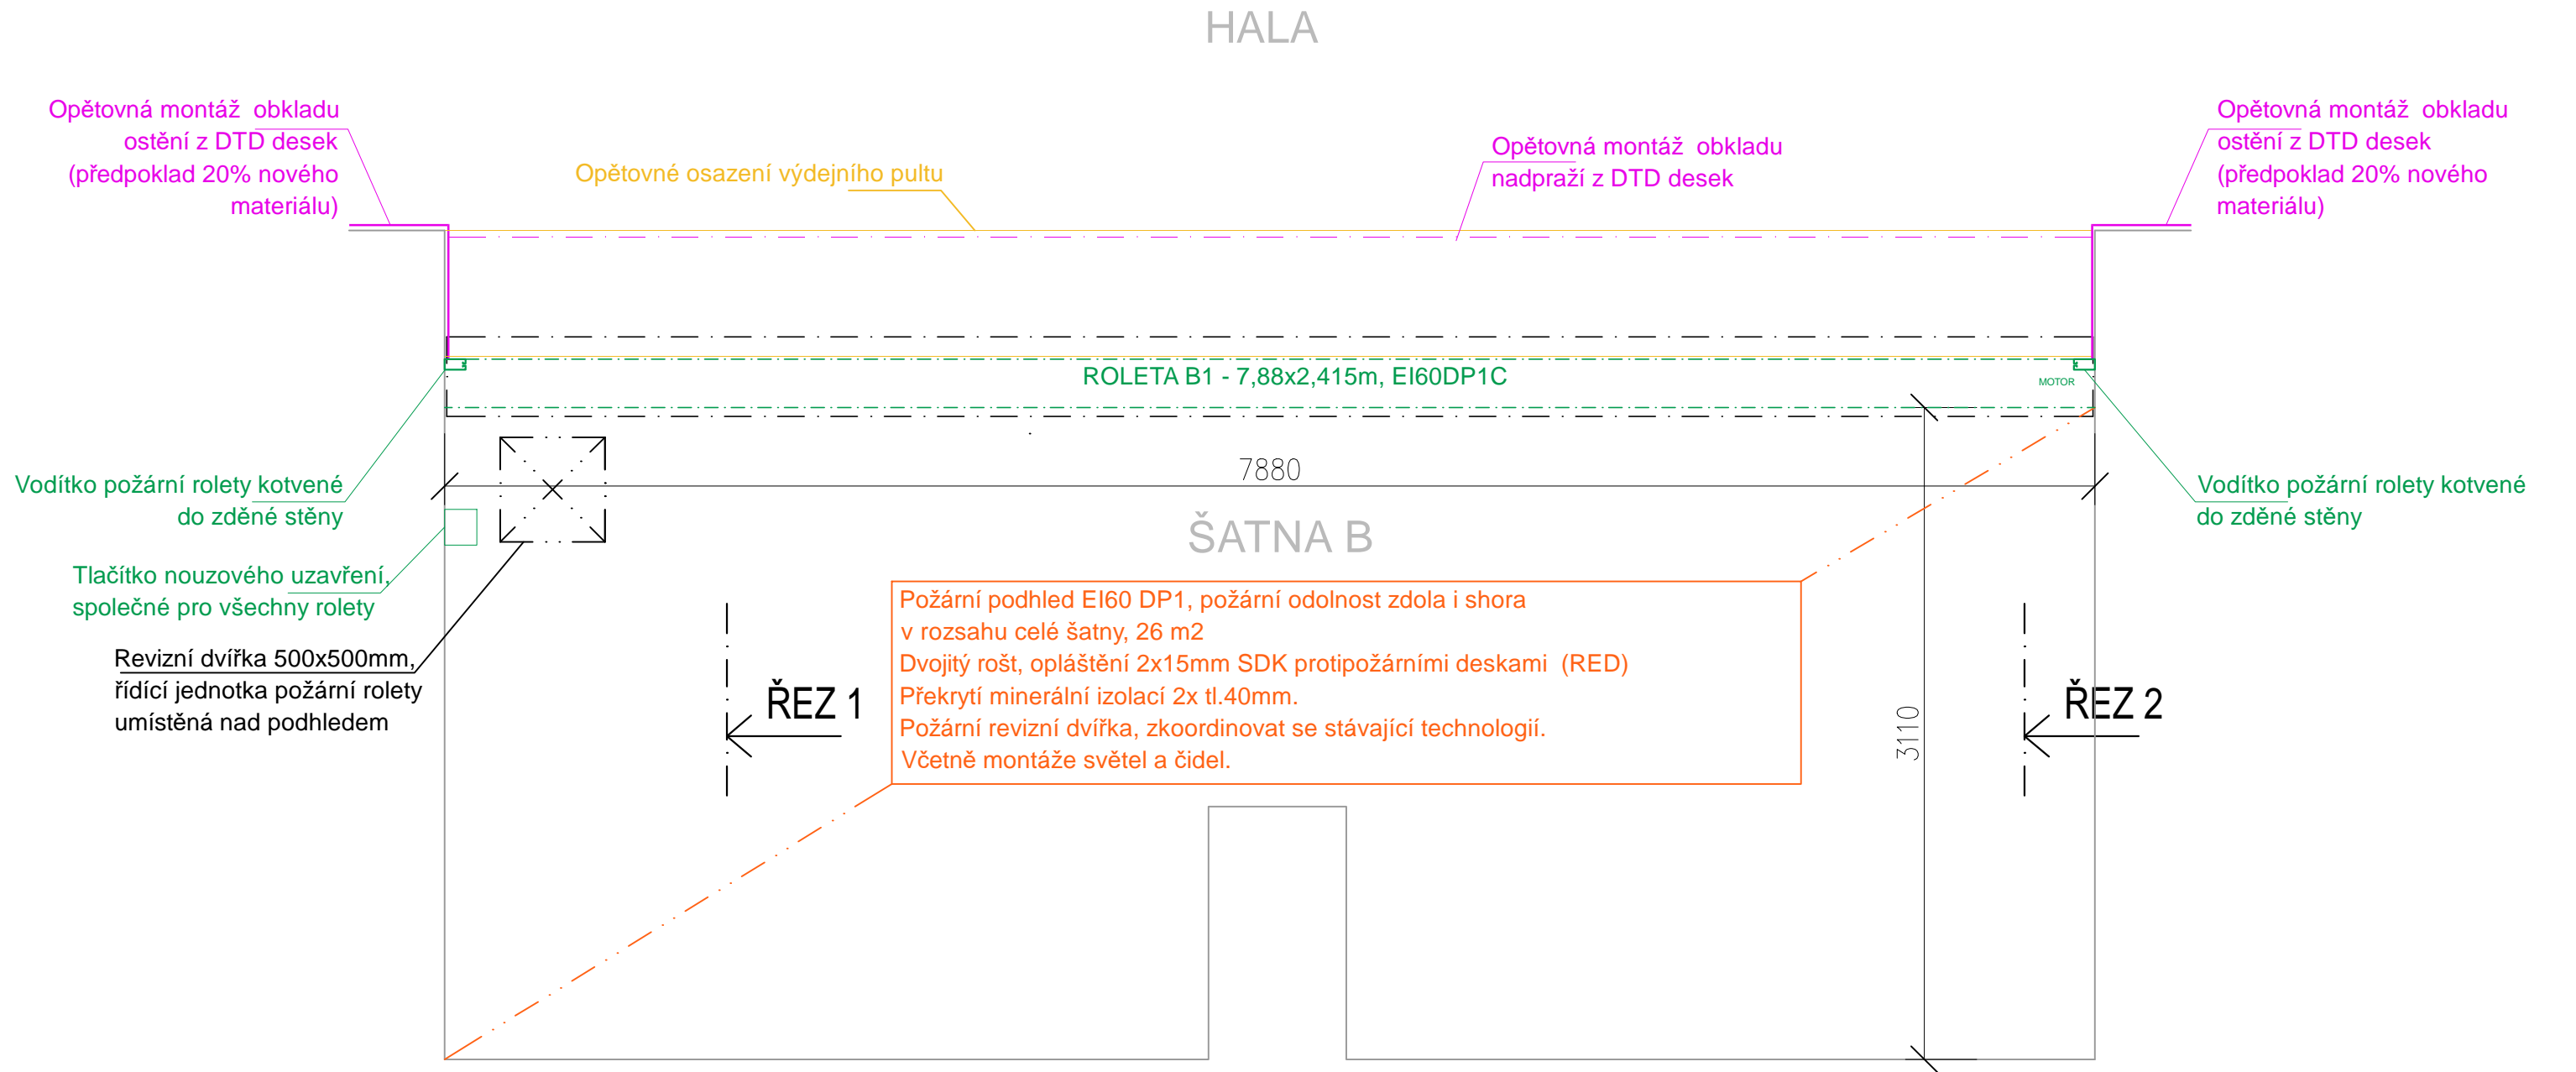 HALA
Opětovná montáž obkladu
ostění z DTD desek
(předpoklad 20% nového
materiálu)
Opětovné osazení výdejního pultu
Opětovná montáž obkladu
nadpraží z DTD desek
Opětovná montáž obkladu
ostění z DTD desek
(předpoklad 20% nového
materiálu)
ROLETA B1 - 7,88x2,415m, EI60DP1C
MOTOR
Vodítko požární rolety kotvené
do zděné stěny
7880
Vodítko požární rolety kotvené
do zděné stěny
ŠATNA B
Tlačítko nouzového uzavření,
společné pro všechny rolety
Revizní dvířka 500x500mm,
řídící jednotka požární rolety
umístěná nad podhledem
ŘEZ 1
Požární podhled EI60 DP1, požární odolnost zdola i shora
v rozsahu celé šatny, 26 m2
Dvojitý rošt, opláštění 2x15mm SDK protipožárními deskami (RED)
Překrytí minerální izolací 2x tl.40mm.
Požární revizní dvířka, zkoordinovat se stávající technologií.
Včetně montáže světel a čidel.
3110
ŘEZ 2